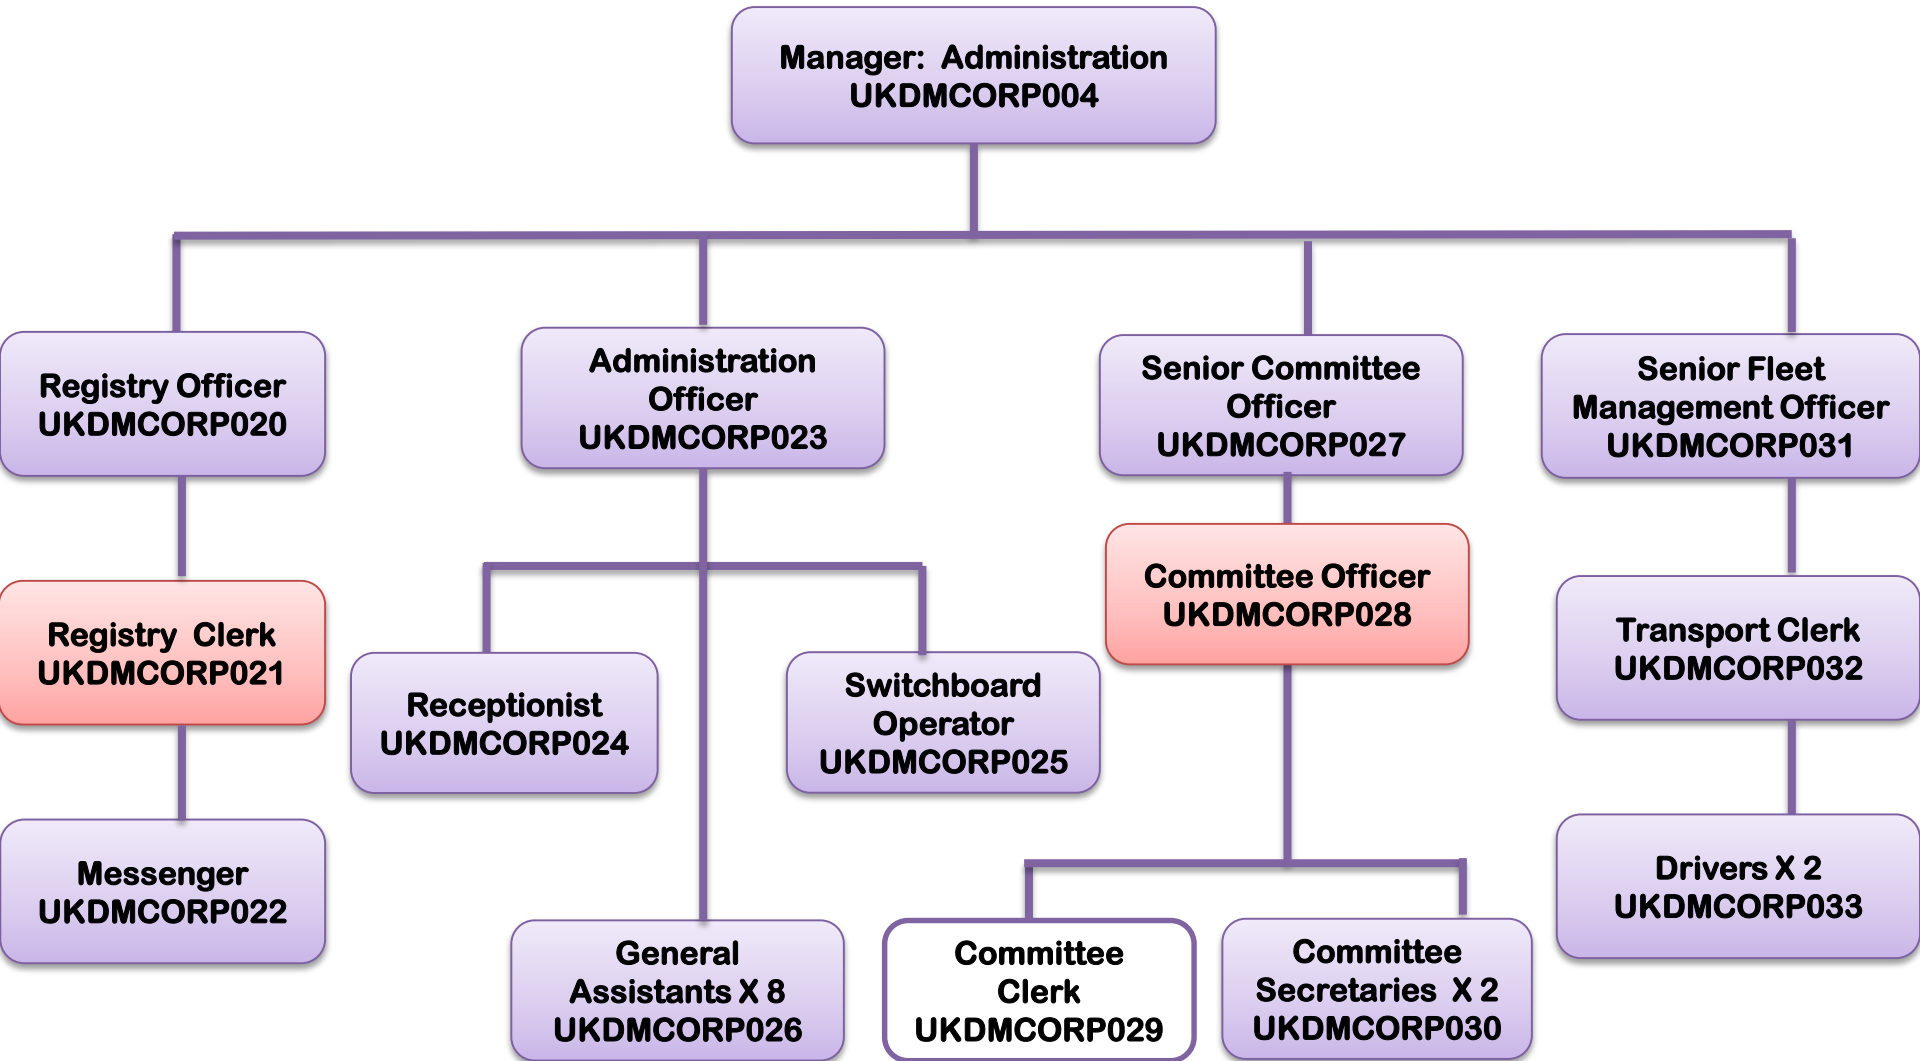 Manager: Administration
UKDMCORP004
Registry Officer
UKDMCORP020
Administration
Officer
UKDMCORP023
Senior Committee
Officer
UKDMCORP027
Senior Fleet
Management Officer
UKDMCORP031
Registry Clerk
UKDMCORP021
Receptionist
UKDMCORP024
Switchboard
Operator
UKDMCORP025
Committee Officer
UKDMCORP028
Transport Clerk
UKDMCORP032
Messenger
UKDMCORP022
General
Assistants X 8
UKDMCORP026
Committee
Clerk
UKDMCORP029
Committee
Secretaries X 2
UKDMCORP030
Drivers X 2
UKDMCORP033